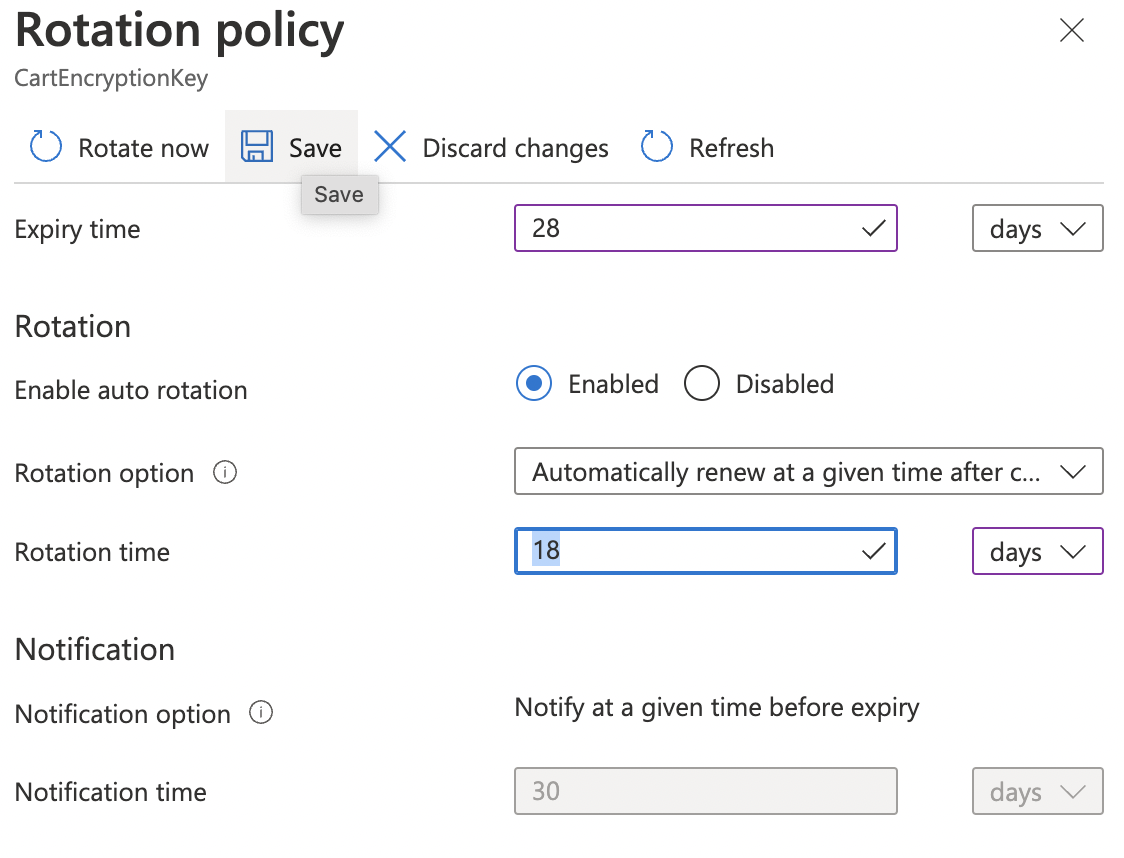 Rotation policy
CartEncryptionKey
Rotate now Save Discard changes Refresh
Save
Expiry time 28 days
Rotation
Enable auto rotation Enabled Disabled
Rotation option Automatically renew at a given time after c...
Rotation time 18 days
Notification
Notification option Notify at a given time before expiry
Notification time 30 days